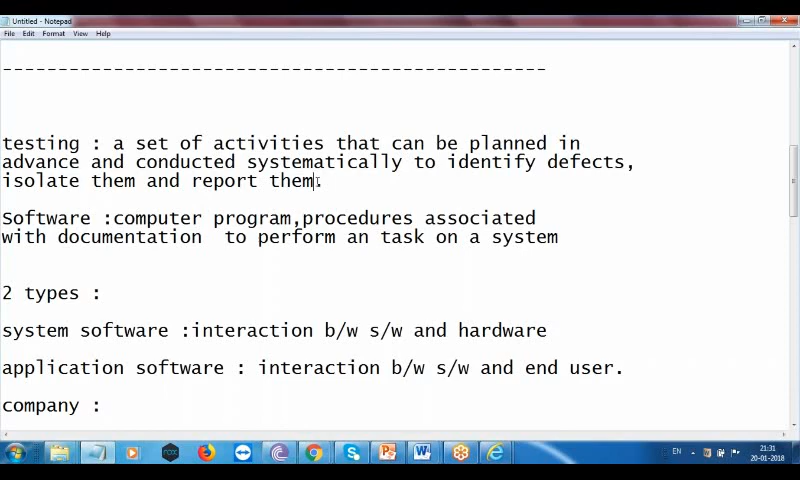 Untitled - Notepad
File Edit Format View Help
------------------------------------------------
testing : a set of activities that can be planned in
advance and conducted systematically to identify defects,
isolate them and report them.
Software :computer program,procedures associated
with documentation  to perform an task on a system
2 types :
system software :interaction b/w s/w and hardware
application software : interaction b/w s/w and end user.
company :
EN
21:31
20-01-2018